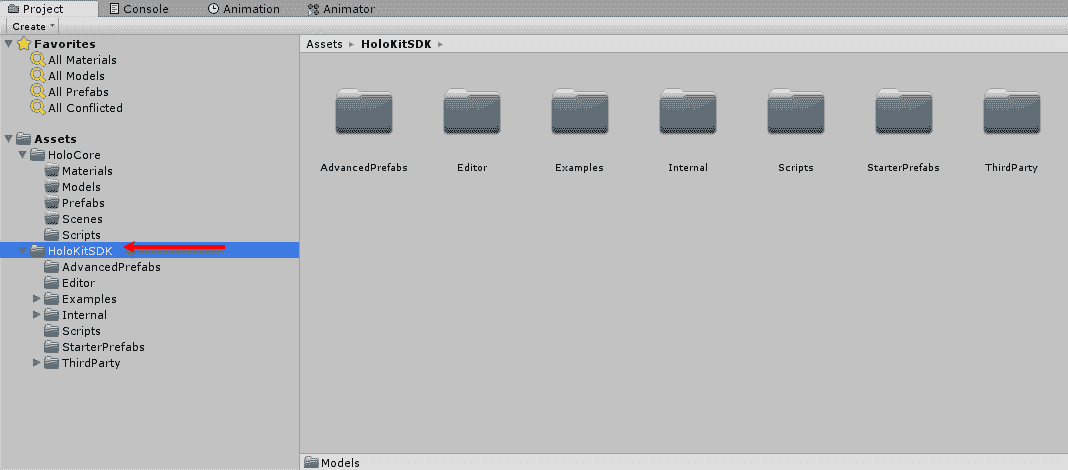 Project Console Animation Animator
Create
Favorites
All Materials
All Models
All Prefabs
All Conflicted
Assets
HoloCore
Materials
Models
Prefabs
Scenes
Scripts
HoloKitSDK
AdvancedPrefabs
Editor
Examples
Internal
Scripts
StarterPrefabs
ThirdParty
Assets HoloKitSDK
AdvancedPrefabs Editor Examples Internal Scripts StarterPrefabs ThirdParty
Models